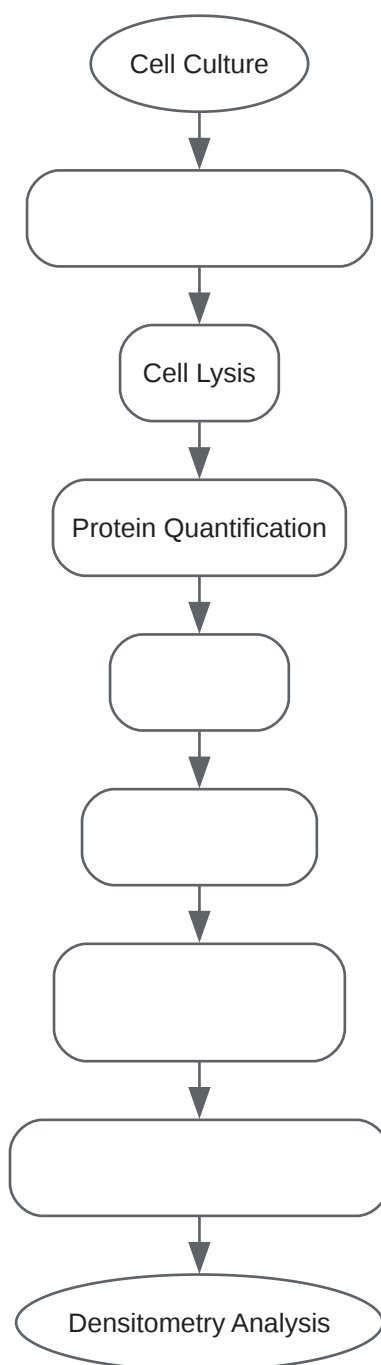 Cell Culture
Cell Lysis
Protein Quantification
Densitometry Analysis